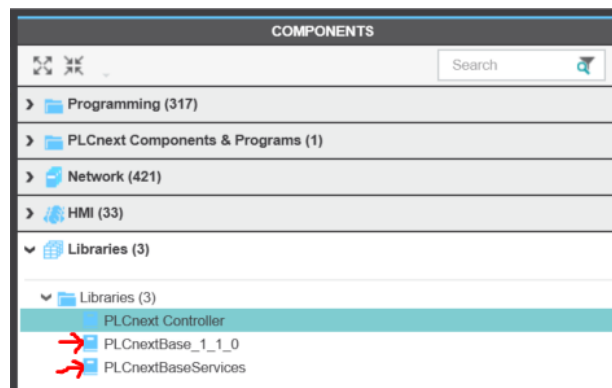 COMPONENTS
Search
Programming (317)
PLCnext Components & Programs (1)
Network (421)
HMI (33)
Libraries (3)
Libraries (3)
PLCnext Controller
PLCnextBase_1_1_0
PLCnextBaseServices